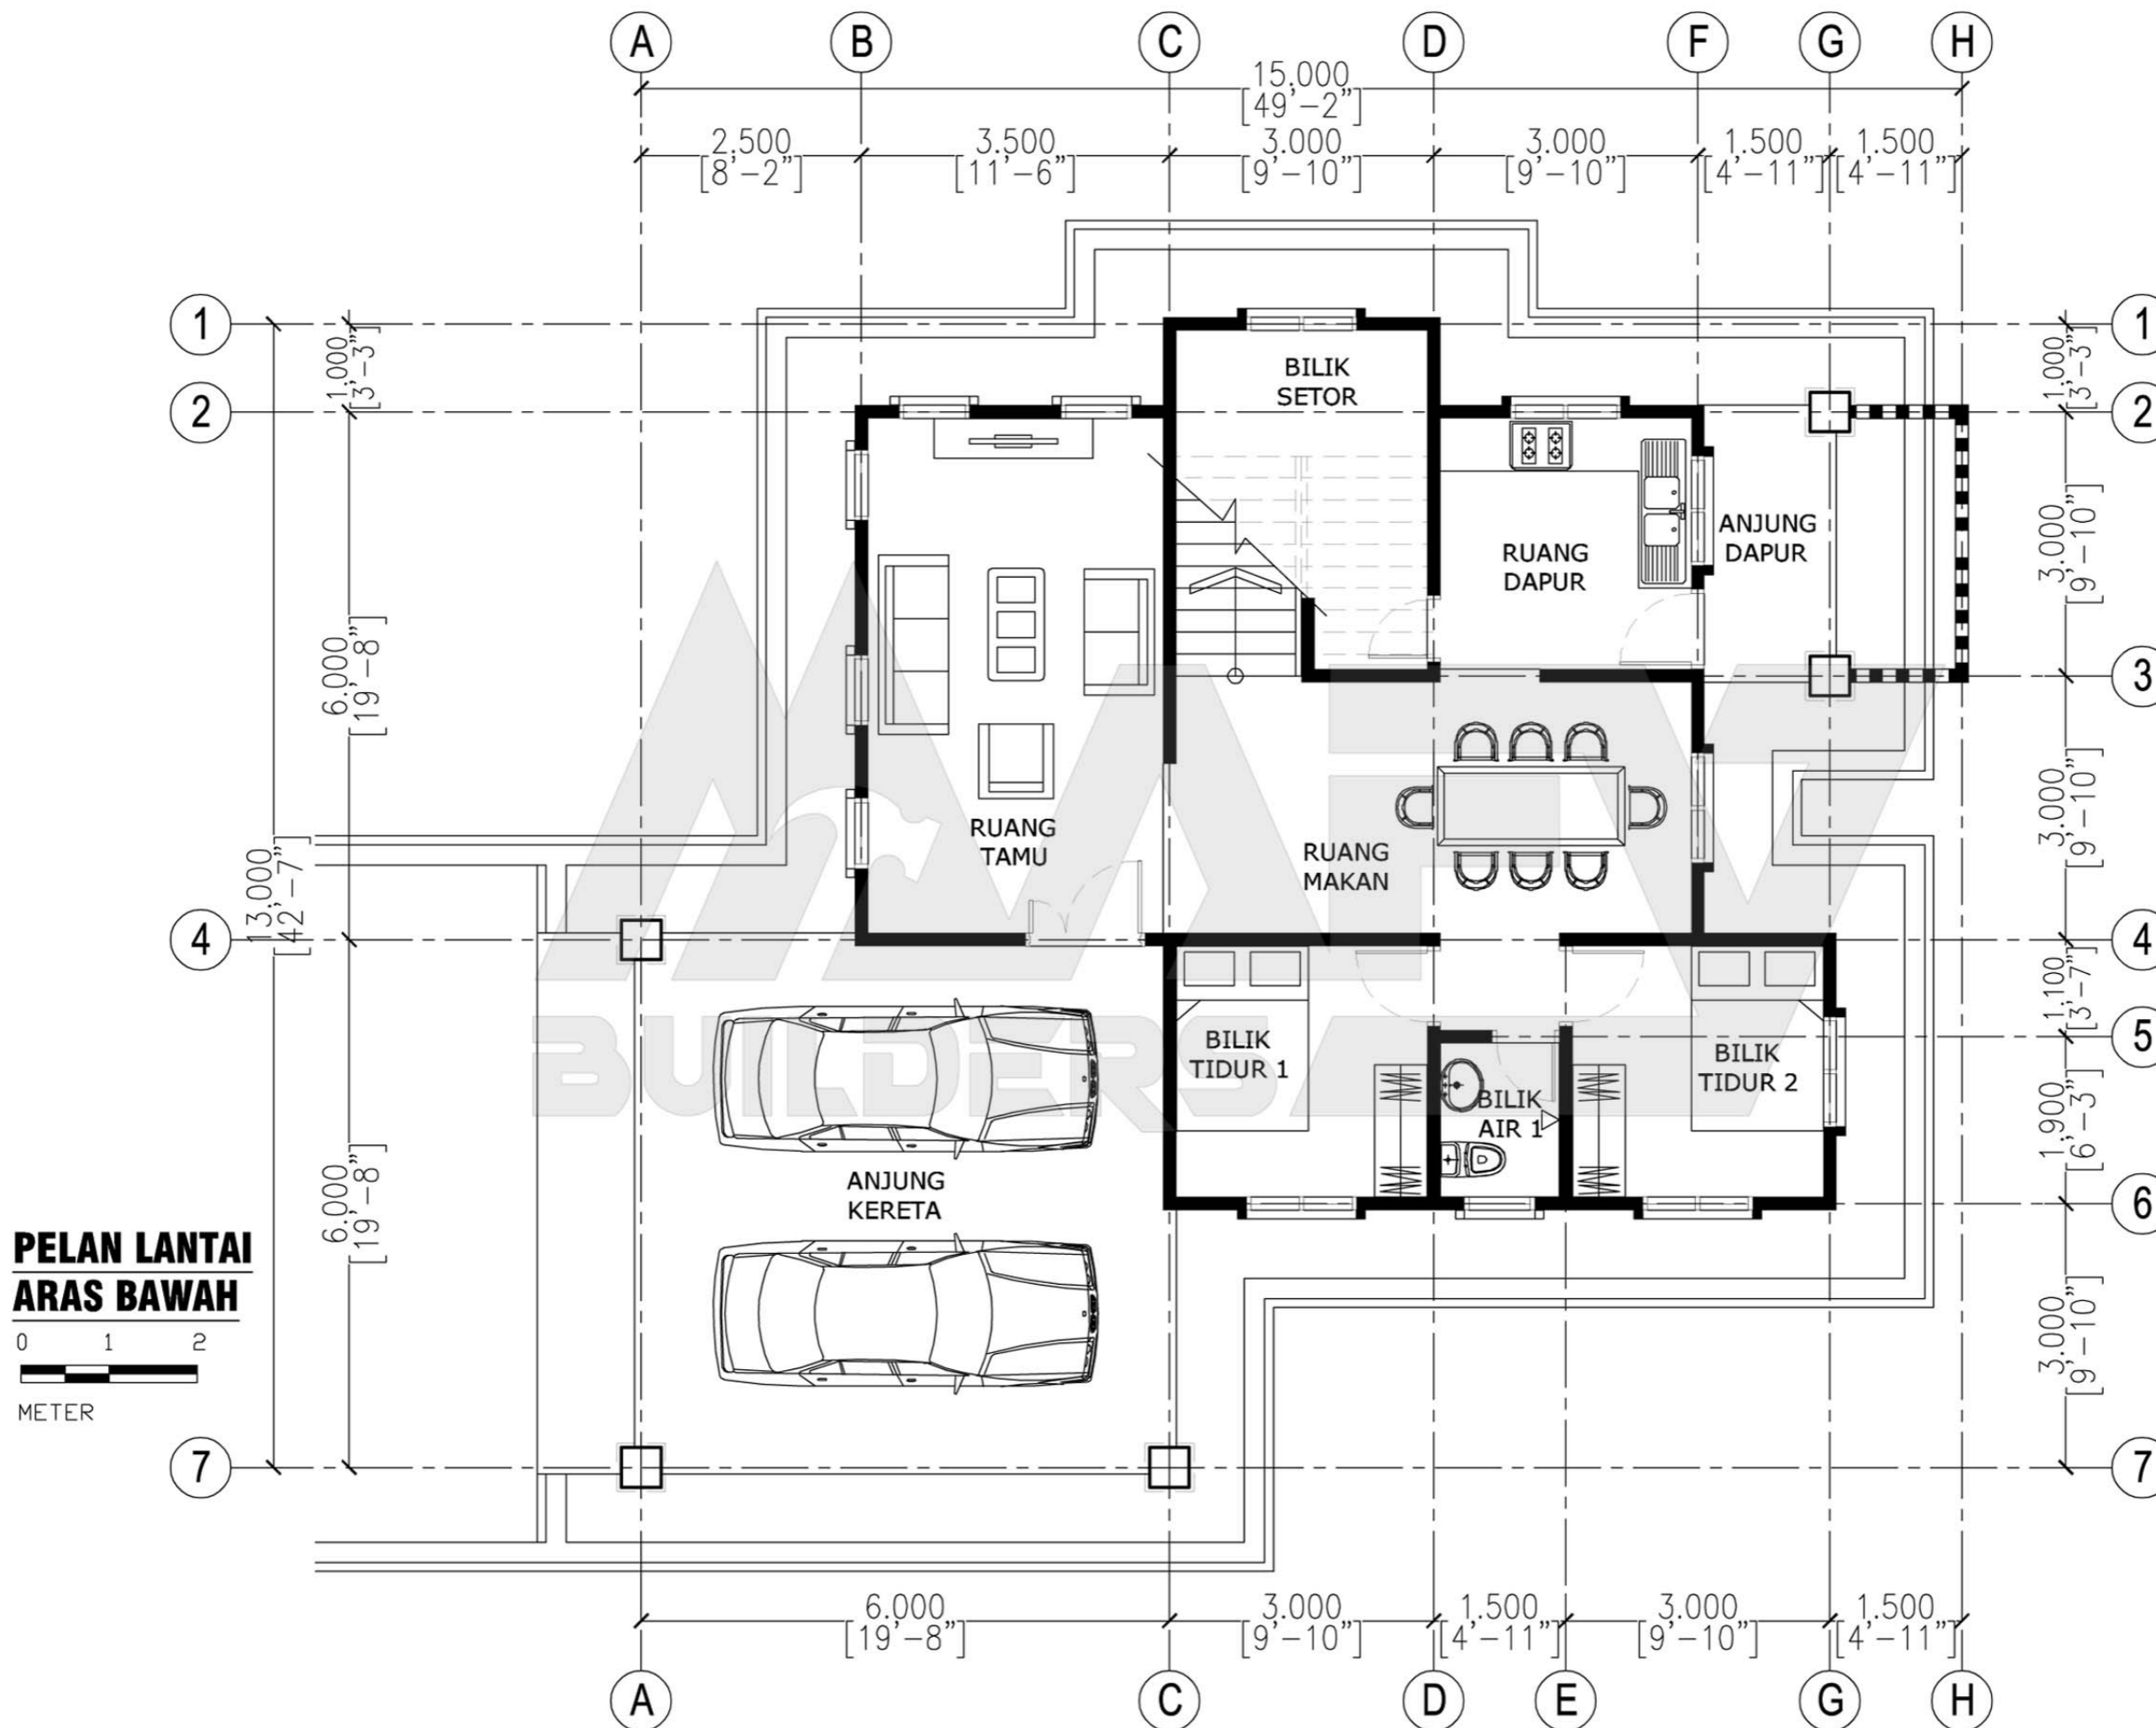 A B C D F G H
15.000
[49'-2"]
2.500 3.500 3.000 3.000 1.500 1.500
[8'-2"] [11'-6"] [9'-10"] [9'-10"] [4'-11"] [4'-11"]
1 1
1.000 [3'-3"] 1.000 [3'-3"]
2 2
BILIK
SETOR
RUANG
DAPUR
ANJUNG
DAPUR
6.000 [19'-8"] 3.000 [9'-10"]
3
RUANG
TAMU
RUANG
MAKAN
3.000 [9'-10"]
13.000 [42'-7"]
4 4
1.100 [3'-7"]
MFV
BUILDERS
5
BILIK
TIDUR 1
BILIK
AIR 1
BILIK
TIDUR 2
1.900 [6'-3"]
ANJUNG
KERETA
6.000 [19'-8"]
6
3.000 [9'-10"]
PELAN LANTAI
ARAS BAWAH
0 1 2
METER
7 7
6.000 3.000 1.500 3.000 1.500
[19'-8"] [9'-10"] [4'-11"] [9'-10"] [4'-11"]
A C D E G H